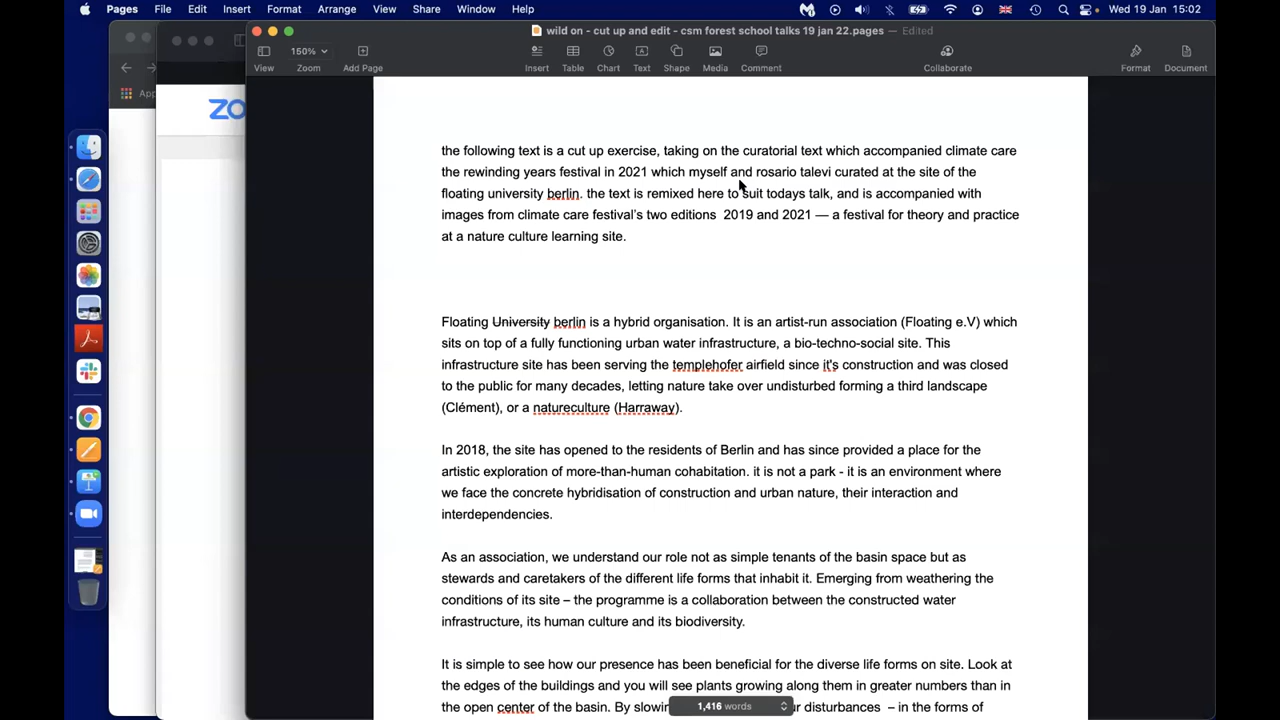 Pages File Edit Insert Format Arrange View Share Window Help Wed 19 Jan 15:02
wild on - cut up and edit - csm forest school talks 19 jan 22.pages — Edited
150%
View Zoom Add Page Insert Table Chart Text Shape Media Comment Collaborate Format Document
App
ZO
the following text is a cut up exercise, taking on the curatorial text which accompanied climate care
the rewinding years festival in 2021 which myself and rosario talevi curated at the site of the
floating university berlin. the text is remixed here to suit todays talk, and is accompanied with
images from climate care festival's two editions 2019 and 2021 — a festival for theory and practice
at a nature culture learning site.
Floating University berlin is a hybrid organisation. It is an artist-run association (Floating e.V) which
sits on top of a fully functioning urban water infrastructure, a bio-techno-social site. This
infrastructure site has been serving the templehofer airfield since it's construction and was closed
to the public for many decades, letting nature take over undisturbed forming a third landscape
(Clément), or a natureculture (Harraway).
In 2018, the site has opened to the residents of Berlin and has since provided a place for the
artistic exploration of more-than-human cohabitation. it is not a park - it is an environment where
we face the concrete hybridisation of construction and urban nature, their interaction and
interdependencies.
As an association, we understand our role not as simple tenants of the basin space but as
stewards and caretakers of the different life forms that inhabit it. Emerging from weathering the
conditions of its site – the programme is a collaboration between the constructed water
infrastructure, its human culture and its biodiversity.
It is simple to see how our presence has been beneficial for the diverse life forms on site. Look at
the edges of the buildings and you will see plants growing along them in greater numbers than in
the open center of the basin. By slowin r disturbances – in the forms of
1,416 words